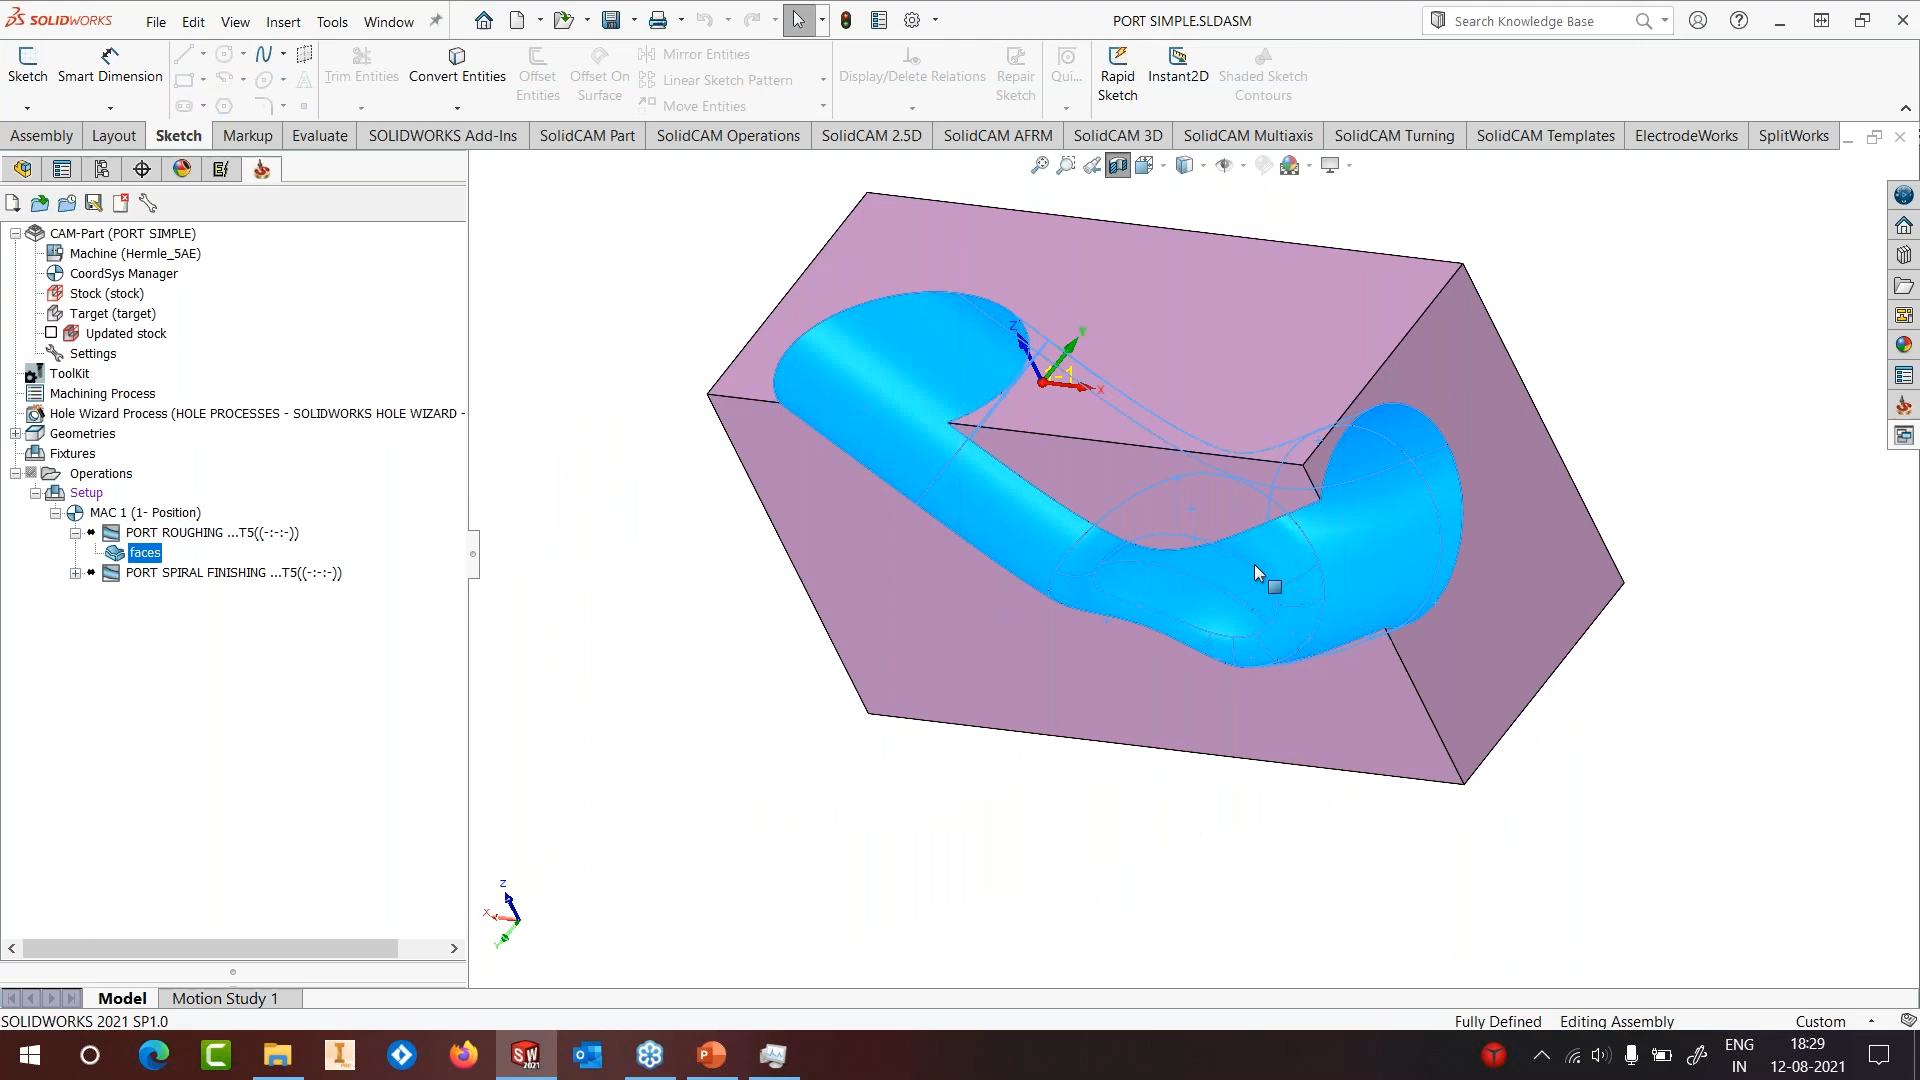 SOLIDWORKS File Edit View Insert Tools Window PORT SIMPLE.SLDASM Search Knowledge Base
Sketch Smart Dimension Trim Entities Convert Entities Offset Entities Offset On Surface Mirror Entities Linear Sketch Pattern Move Entities Display/Delete Relations Repair Sketch Qui... Rapid Sketch Instant2D Shaded Sketch Contours
Assembly Layout Sketch Markup Evaluate SOLIDWORKS Add-Ins SolidCAM Part SolidCAM Operations SolidCAM 2.5D SolidCAM AFRM SolidCAM 3D SolidCAM Multiaxis SolidCAM Turning SolidCAM Templates ElectrodeWorks SplitWorks
CAM-Part (PORT SIMPLE)
Machine (Hermle_5AE)
CoordSys Manager
Stock (stock)
Target (target)
Updated stock
Settings
ToolKit
Machining Process
Hole Wizard Process (HOLE PROCESSES - SOLIDWORKS HOLE WIZARD -
Geometries
Fixtures
Operations
Setup
MAC 1 (1- Position)
PORT ROUGHING ...T5((-:-:-))
faces
PORT SPIRAL FINISHING ...T5((-:-:-))
Z Y X
1-1
Z
X
Y
Model Motion Study 1
SOLIDWORKS 2021 SP1.0 Fully Defined Editing Assembly Custom
ENG 18:29
IN 12-08-2021